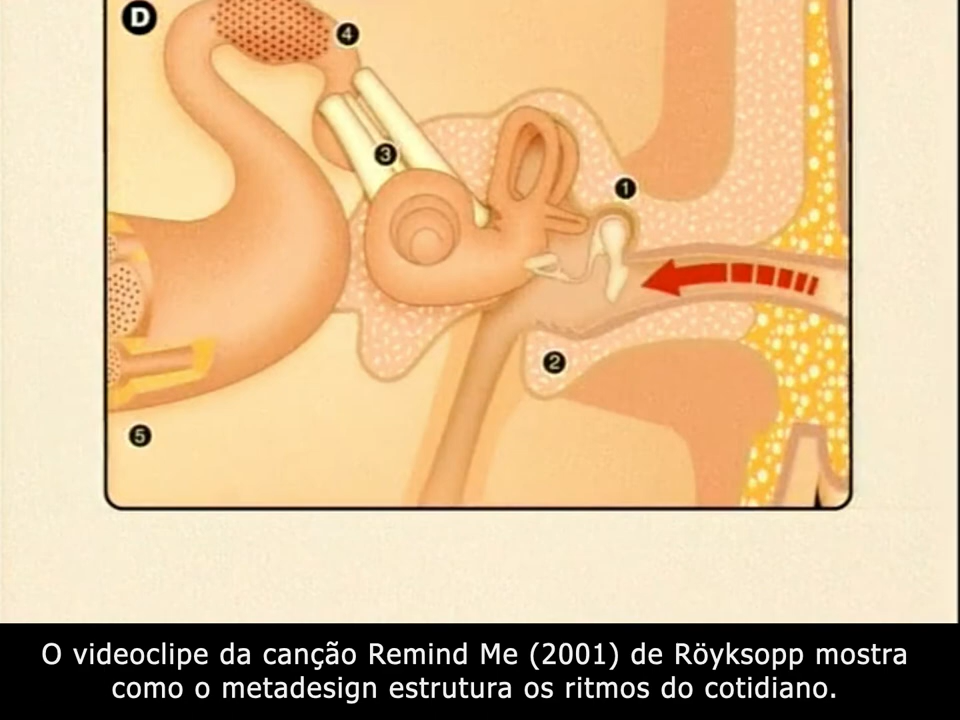 D
4
3
1
2
5
O videoclipe da canção Remind Me (2001) de Röyksopp mostra
como o metadesign estrutura os ritmos do cotidiano.